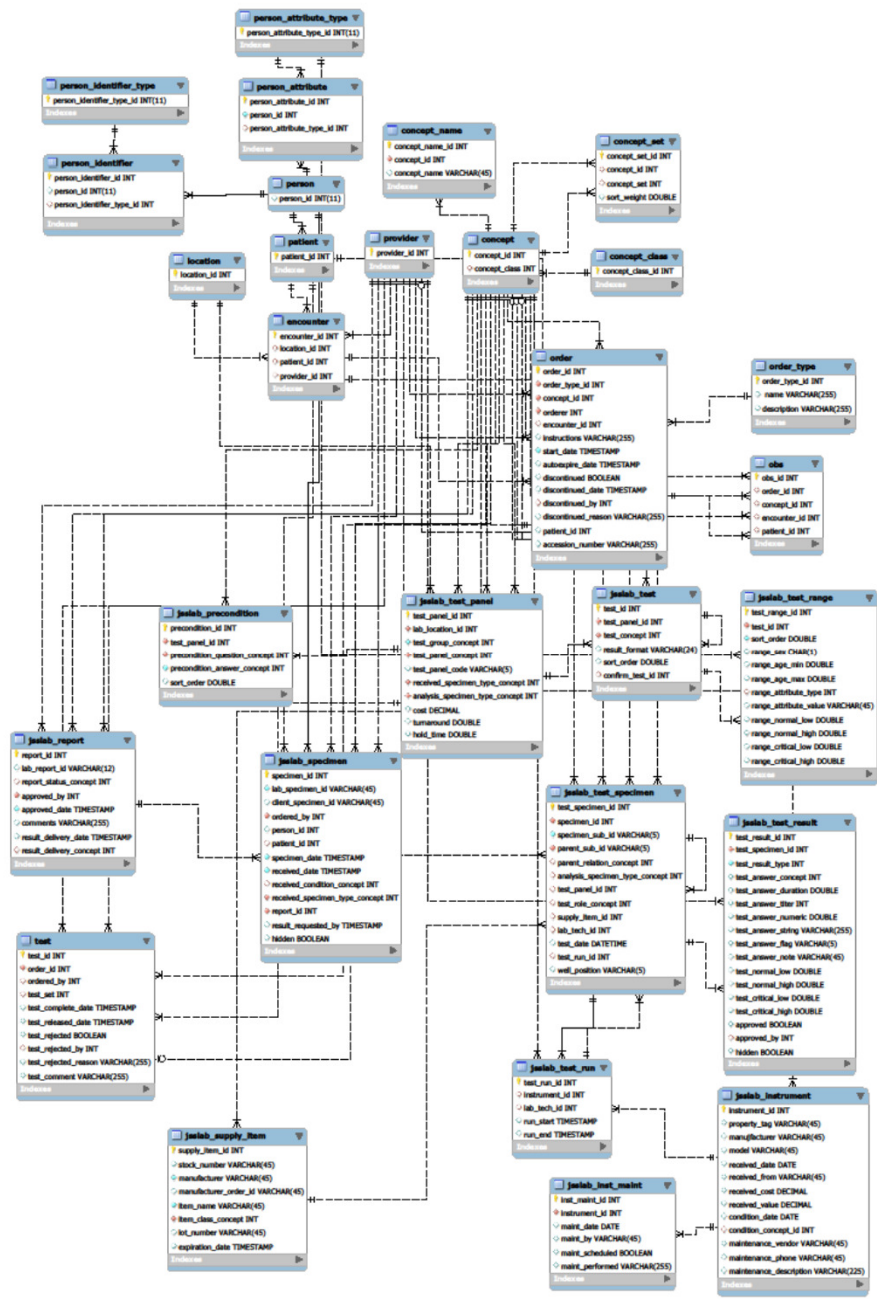 person_attribute_type
person_attribute_type_id INT(11)
Indexes
person_identifier_type
person_identifier_type_id INT(11)
Indexes
person_attribute
person_attribute_id INT
person_id INT
person_attribute_type_id INT
Indexes
concept_name
concept_name_id INT
concept_id INT
concept_name VARCHAR(45)
Indexes
concept_set
concept_set_id INT
concept_id INT
concept_set INT
sort_weight DOUBLE
Indexes
person_identifier
person_identifier_id INT
person_id INT(11)
person_identifier_type_id INT
Indexes
person
person_id INT(11)
Indexes
patient
patient_id INT
Indexes
provider
provider_id INT
Indexes
concept
concept_id INT
concept_class INT
Indexes
concept_class
concept_class_id INT
Indexes
location
location_id INT
Indexes
encounter
encounter_id INT
location_id INT
patient_id INT
provider_id INT
Indexes
order
order_id INT
order_type_id INT
concept_id INT
orderer INT
encounter_id INT
instructions VARCHAR(255)
start_date TIMESTAMP
autoexpire_date TIMESTAMP
discontinued BOOLEAN
discontinued_date TIMESTAMP
discontinued_by INT
discontinued_reason VARCHAR(255)
patient_id INT
accession_number VARCHAR(255)
Indexes
order_type
order_type_id INT
name VARCHAR(255)
description VARCHAR(255)
Indexes
obs
obs_id INT
order_id INT
concept_id INT
encounter_id INT
patient_id INT
Indexes
jsslab_precondition
precondition_id INT
test_panel_id INT
precondition_question_concept INT
precondition_answer_concept INT
sort_order DOUBLE
Indexes
jsslab_test_panel
test_panel_id INT
lab_location_id INT
test_group_concept INT
test_panel_concept INT
test_panel_code VARCHAR(5)
received_specimen_type_concept INT
analysis_specimen_type_concept INT
cost DECIMAL
turnaround DOUBLE
hold_time DOUBLE
Indexes
jsslab_test
test_id INT
test_panel_id INT
test_concept INT
result_format VARCHAR(24)
sort_order DOUBLE
confirm_test_id INT
Indexes
jsslab_test_range
test_range_id INT
test_id INT
sort_order DOUBLE
range_sex CHAR(1)
range_age_min DOUBLE
range_age_max DOUBLE
range_attribute_type INT
range_attribute_value VARCHAR(45)
range_normal_low DOUBLE
range_normal_high DOUBLE
range_critical_low DOUBLE
range_critical_high DOUBLE
Indexes
jsslab_report
report_id INT
lab_report_id VARCHAR(12)
report_status_concept INT
approved_by INT
approved_date TIMESTAMP
comments VARCHAR(255)
result_delivery_date TIMESTAMP
result_delivery_concept INT
Indexes
jsslab_specimen
specimen_id INT
lab_specimen_id VARCHAR(45)
client_specimen_id VARCHAR(45)
ordered_by INT
person_id INT
patient_id INT
specimen_date TIMESTAMP
received_date TIMESTAMP
received_condition_concept INT
received_specimen_type_concept INT
report_id INT
result_requested_by TIMESTAMP
hidden BOOLEAN
Indexes
jsslab_test_specimen
test_specimen_id INT
specimen_id INT
specimen_sub_id VARCHAR(5)
parent_sub_id VARCHAR(5)
parent_relation_concept INT
analysis_specimen_type_concept INT
test_panel_id INT
test_role_concept INT
supply_item_id INT
lab_tech_id INT
test_date DATETIME
test_run_id INT
well_position VARCHAR(5)
Indexes
jsslab_test_result
test_result_id INT
test_specimen_id INT
test_result_type INT
test_answer_concept INT
test_answer_duration DOUBLE
test_answer_titer INT
test_answer_numeric DOUBLE
test_answer_string VARCHAR(255)
test_answer_flag VARCHAR(5)
test_answer_note VARCHAR(45)
test_normal_low DOUBLE
test_normal_high DOUBLE
test_critical_low DOUBLE
test_critical_high DOUBLE
approved BOOLEAN
approved_by INT
hidden BOOLEAN
Indexes
test
test_id INT
order_id INT
ordered_by INT
test_set INT
test_complete_date TIMESTAMP
test_released_date TIMESTAMP
test_rejected BOOLEAN
test_rejected_by INT
test_rejected_reason VARCHAR(255)
test_comment VARCHAR(255)
Indexes
jsslab_test_run
test_run_id INT
instrument_id INT
lab_tech_id INT
run_start TIMESTAMP
run_end TIMESTAMP
Indexes
jsslab_instrument
instrument_id INT
property_tag VARCHAR(45)
manufacturer VARCHAR(45)
model VARCHAR(45)
received_date DATE
received_from VARCHAR(45)
received_cost DECIMAL
received_value DECIMAL
condition_date DATE
condition_concept_id INT
maintenance_vendor VARCHAR(45)
maintenance_phone VARCHAR(45)
maintenance_description VARCHAR(225)
Indexes
jsslab_supply_item
supply_item_id INT
stock_number VARCHAR(45)
manufacturer VARCHAR(45)
manufacturer_order_id VARCHAR(45)
item_name VARCHAR(45)
item_class_concept INT
lot_number VARCHAR(45)
expiration_date TIMESTAMP
Indexes
jsslab_inst_maint
inst_maint_id INT
instrument_id INT
maint_date DATE
maint_by VARCHAR(45)
maint_scheduled BOOLEAN
maint_performed VARCHAR(255)
Indexes